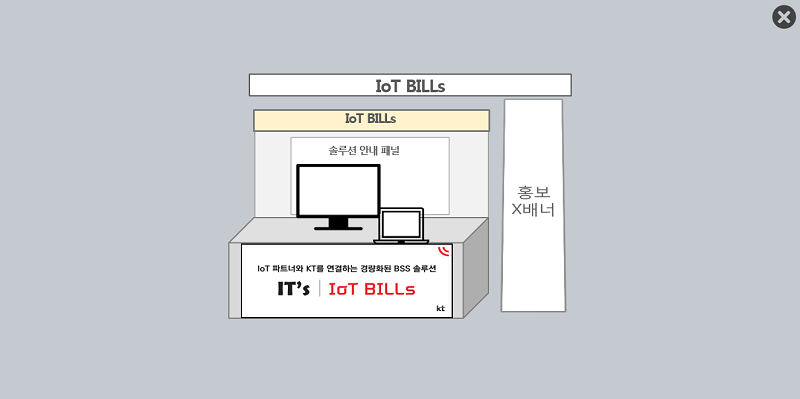 IoT BILLs
IoT BILLs
솔루션 안내 패널
홍보
X배너
IoT 파트너와 KT를 연결하는 경량화된 BSS 솔루션
IT's | IoT BILLs
kt